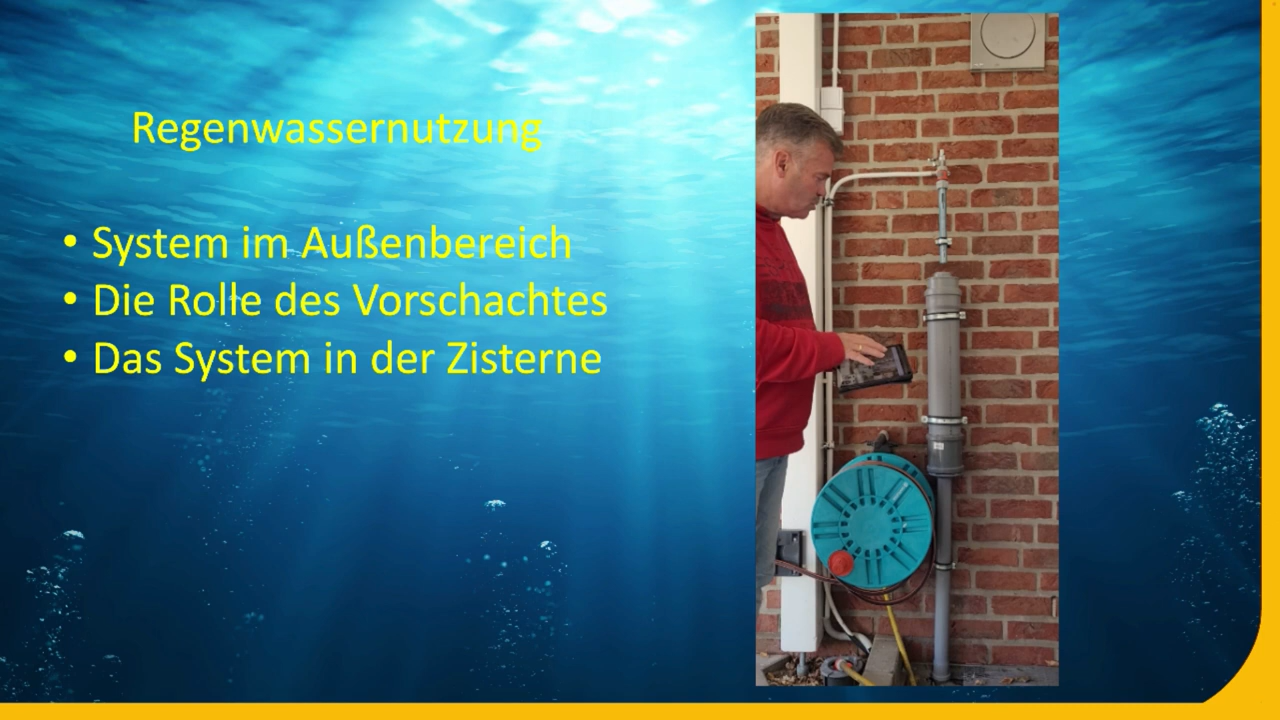 Regenwassernutzung
• System im Außenbereich
• Die Rolle des Vorschachtes
• Das System in der Zisterne